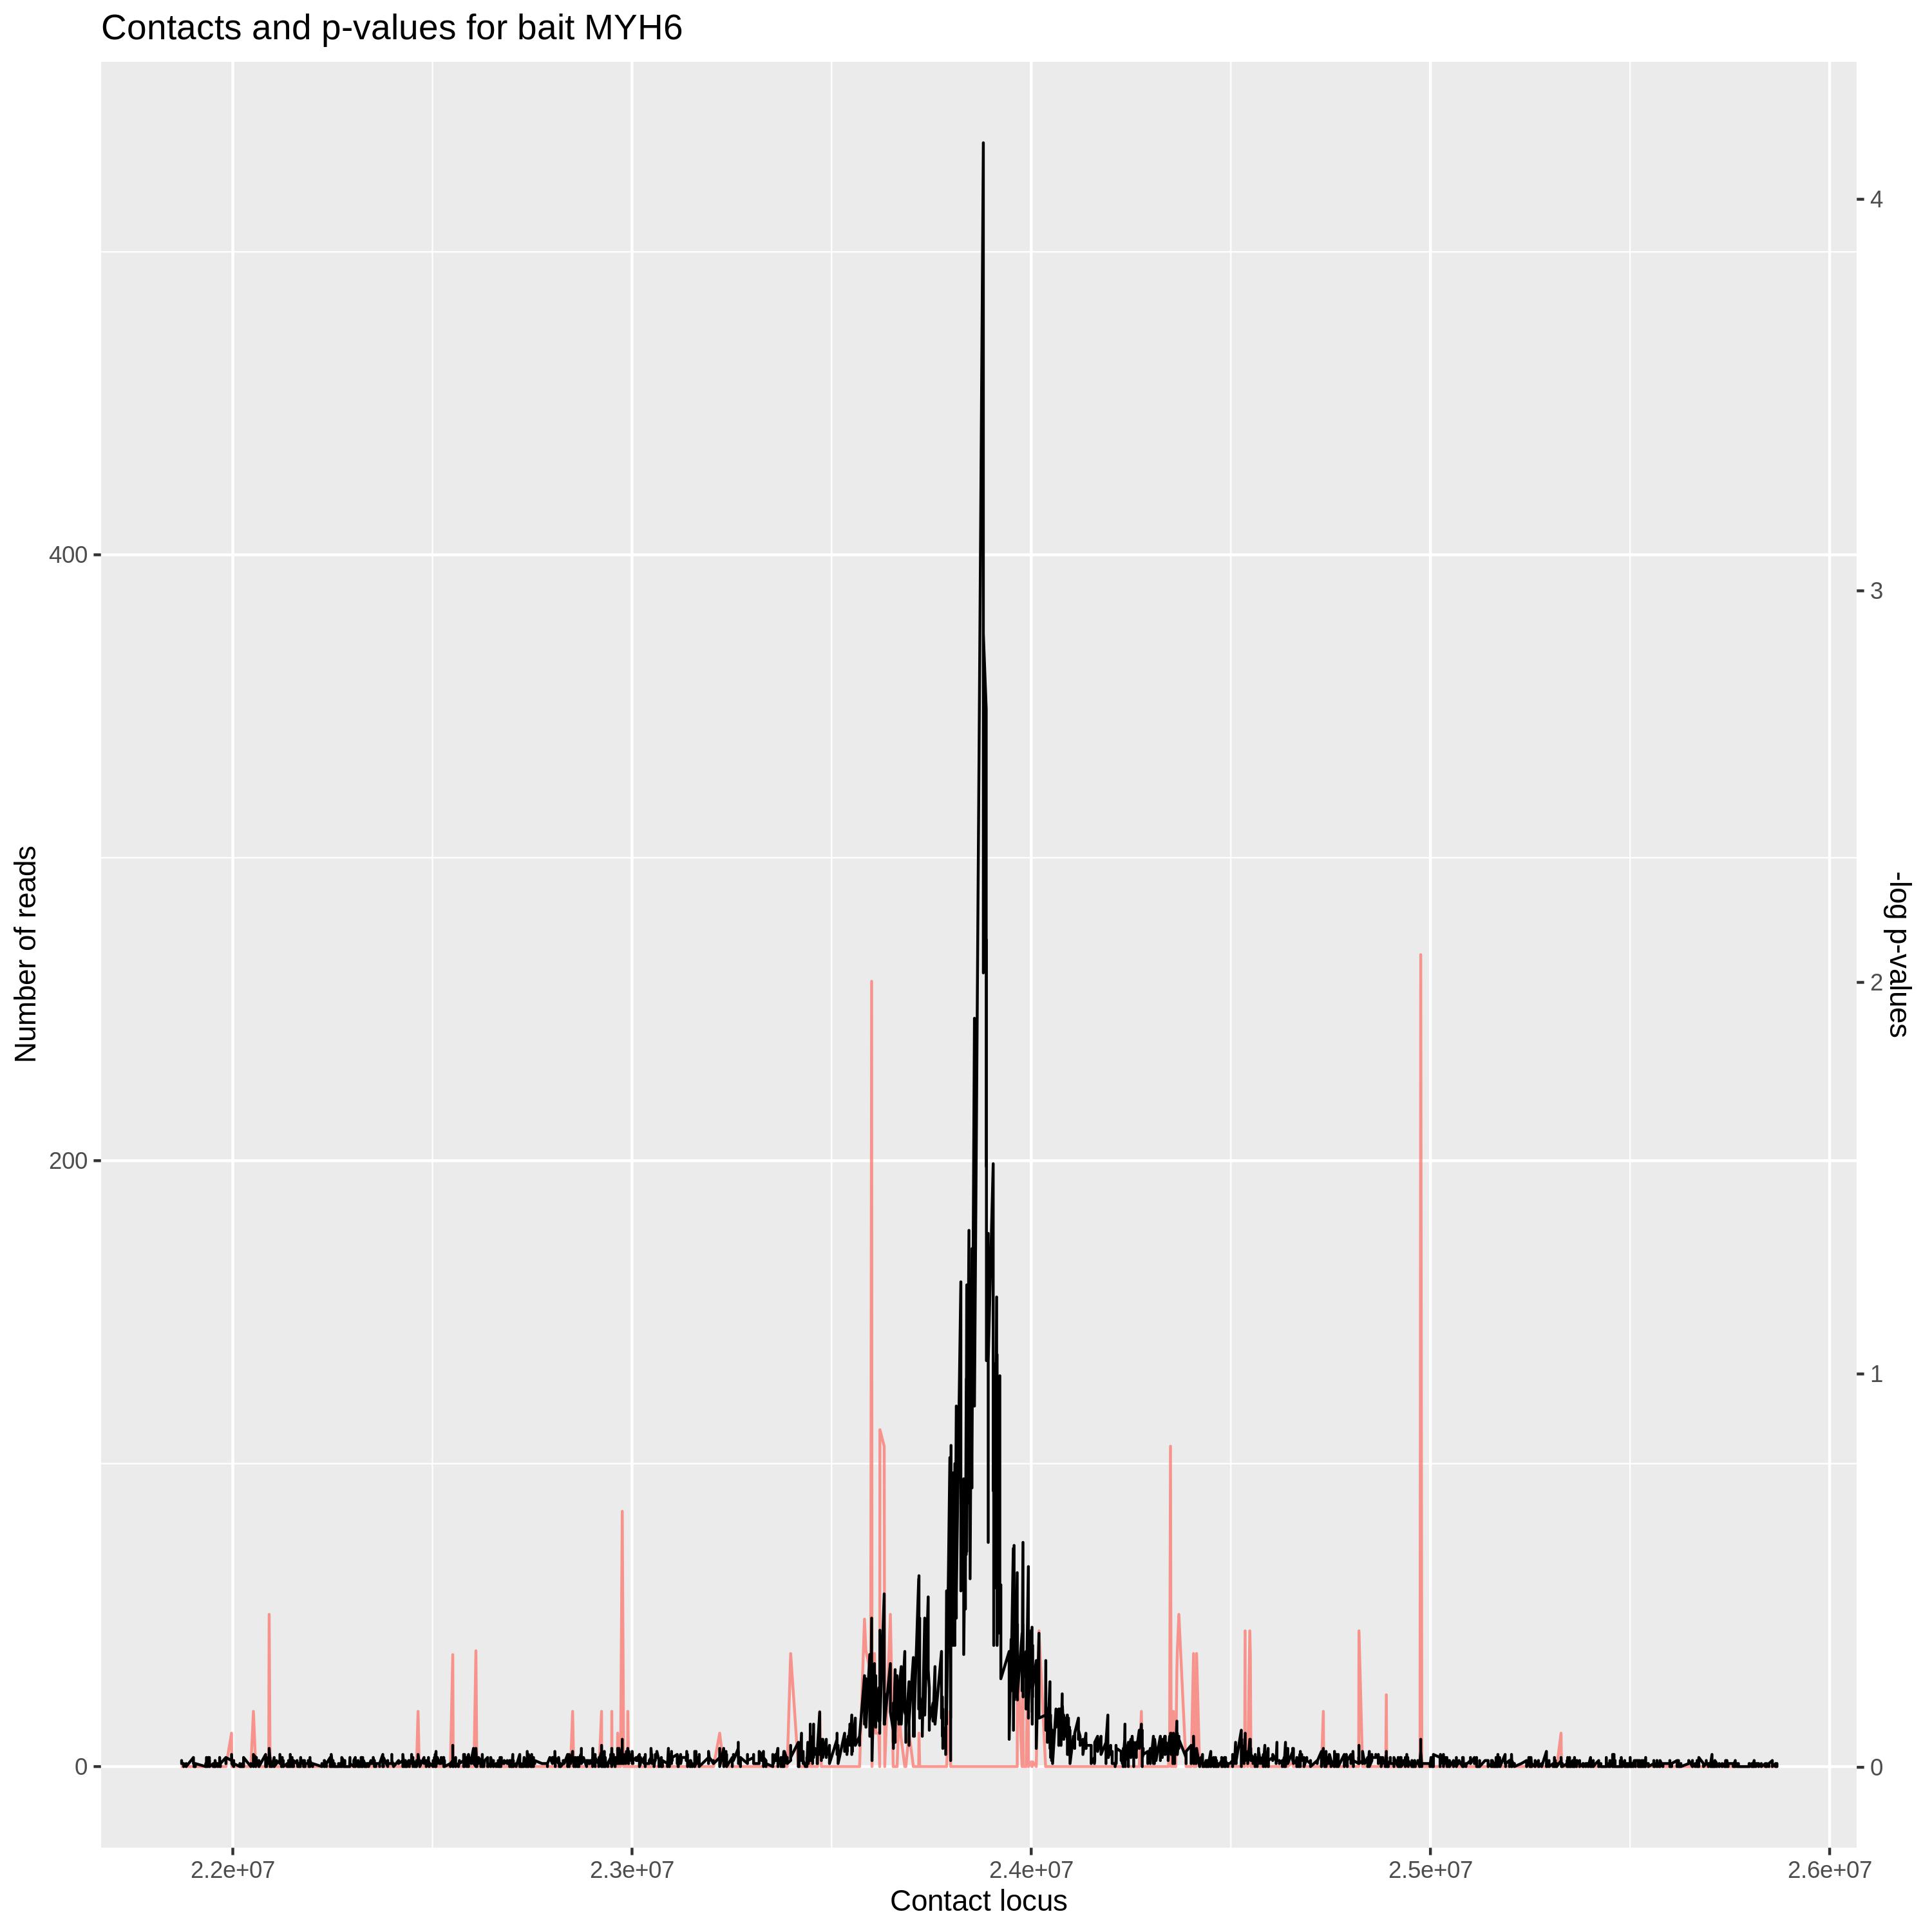 Contacts and p-values for bait MYH6
Number of reads
400
200
0
4
3
2
1
0
-log p-values
2.2e+07 2.3e+07 2.4e+07 2.5e+07 2.6e+07
Contact locus